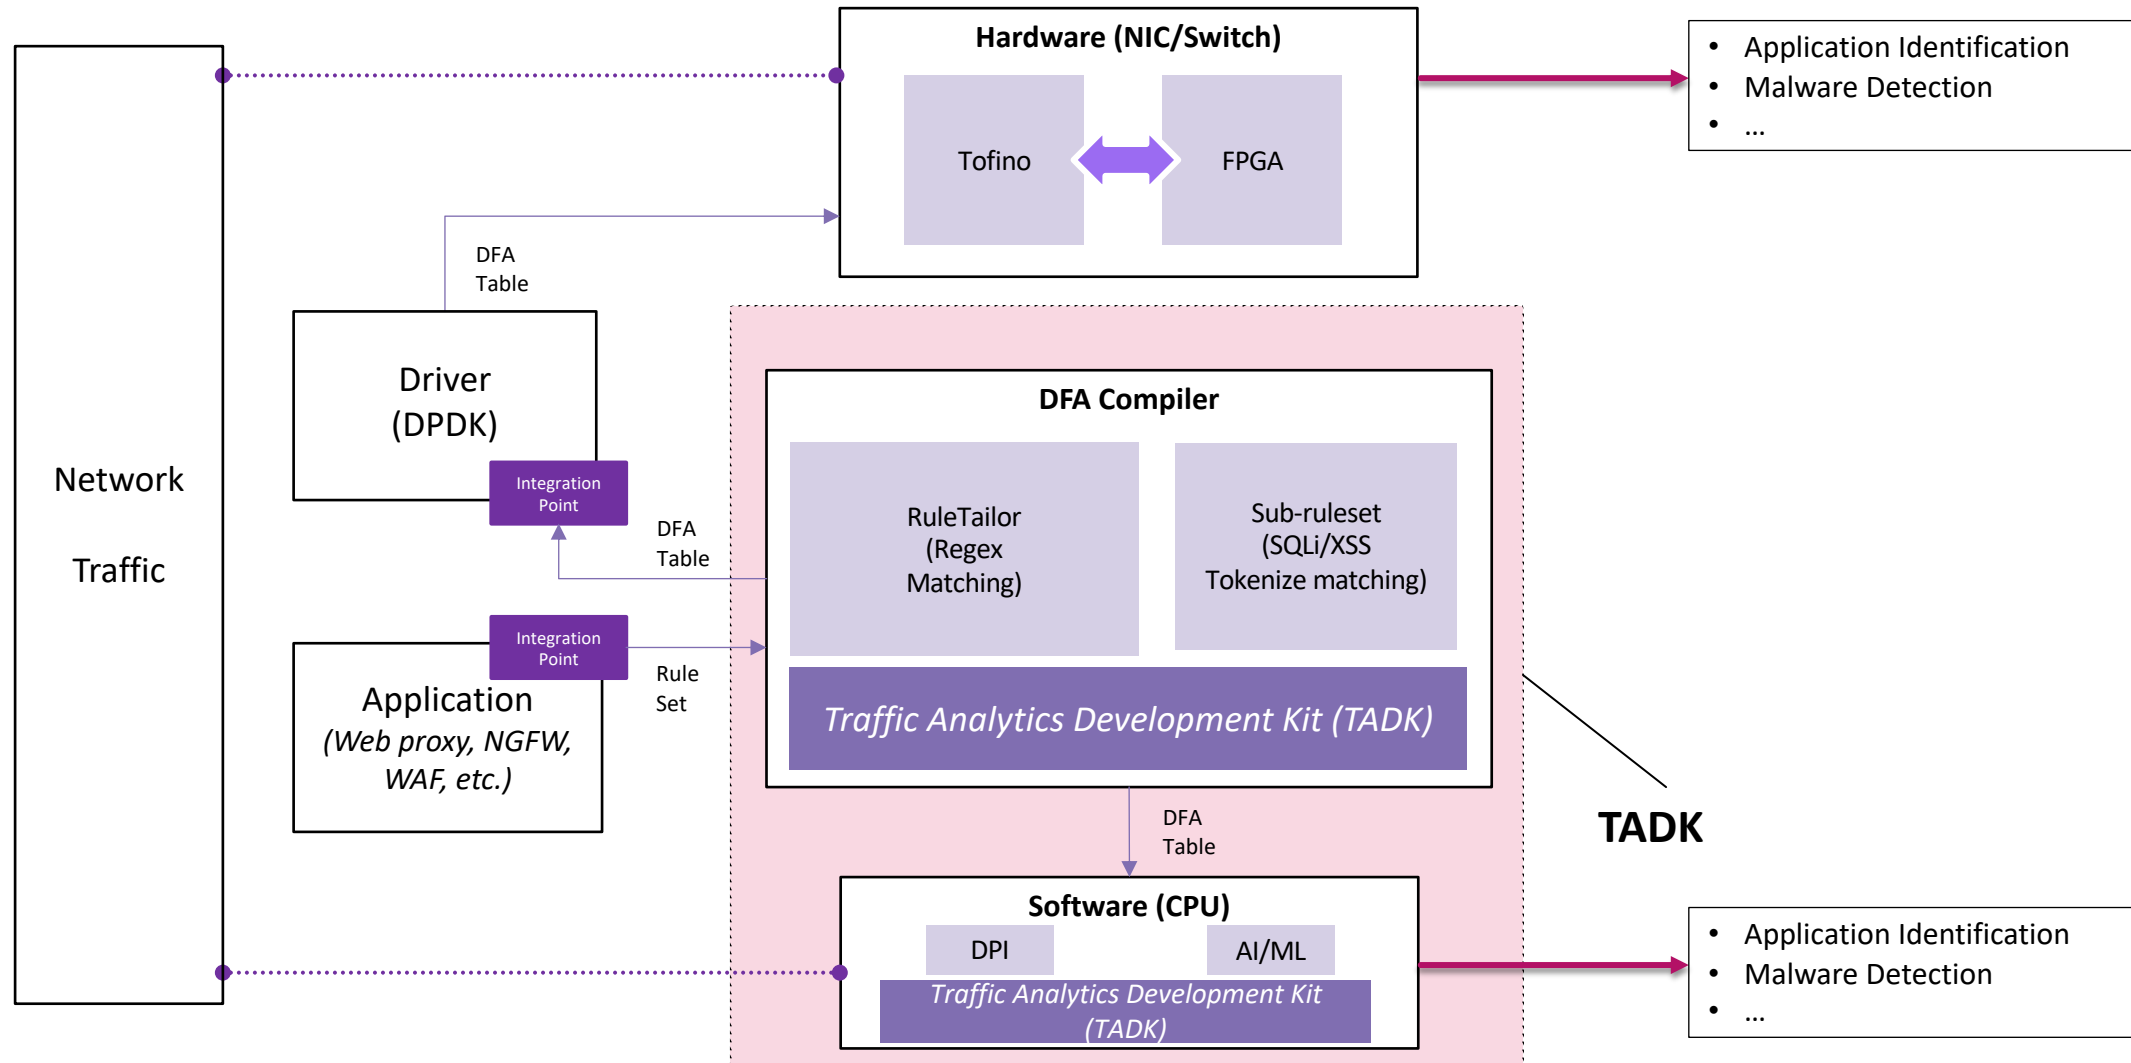 Network
Traffic
Hardware (NIC/Switch)
Tofino
FPGA
• Application Identification
• Malware Detection
• ...
DFA
Table
Driver
(DPDK)
Integration
Point
DFA
Table
Integration
Point
Application
(Web proxy, NGFW,
WAF, etc.)
Rule
Set
DFA Compiler
RuleTailor
(Regex
Matching)
Sub-ruleset
(SQLi/XSS
Tokenize matching)
Traffic Analytics Development Kit (TADK)
DFA
Table
TADK
Software (CPU)
DPI
AI/ML
Traffic Analytics Development Kit
(TADK)
• Application Identification
• Malware Detection
• ...